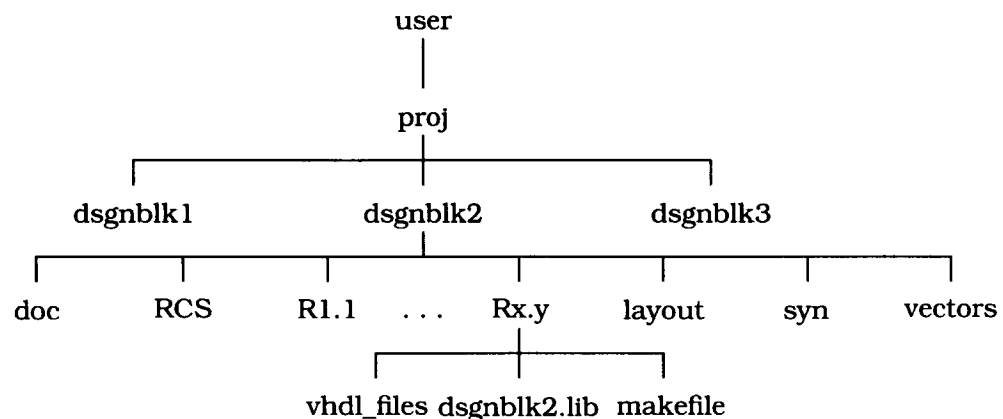 user
proj
dsgnblk1 dsgnblk2 dsgnblk3
doc RCS R1.1 . . . Rx.y layout syn vectors
vhdl_files dsgnblk2.lib makefile